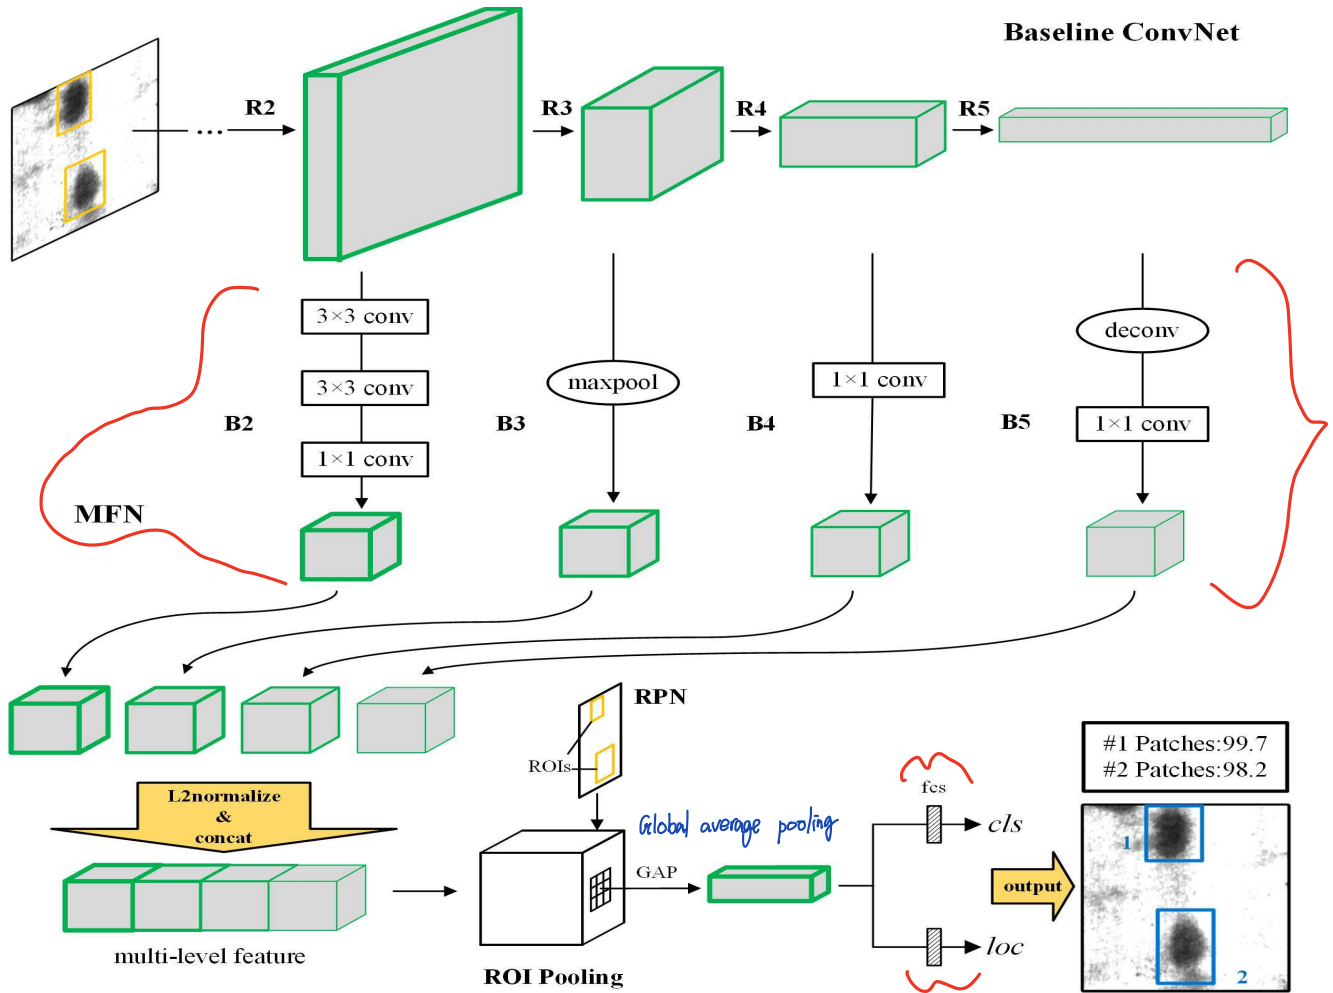 Baseline ConvNet
... R2 R3 R4 R5
3×3 conv
3×3 conv
1×1 conv
B2
maxpool
B3
1×1 conv
B4
deconv
1×1 conv
B5
MFN
RPN
ROIs
L2normalize
&
concat
multi-level feature
ROI Pooling
Global average pooling
GAP
fcs
cls
loc
output
#1 Patches:99.7
#2 Patches:98.2
1
2